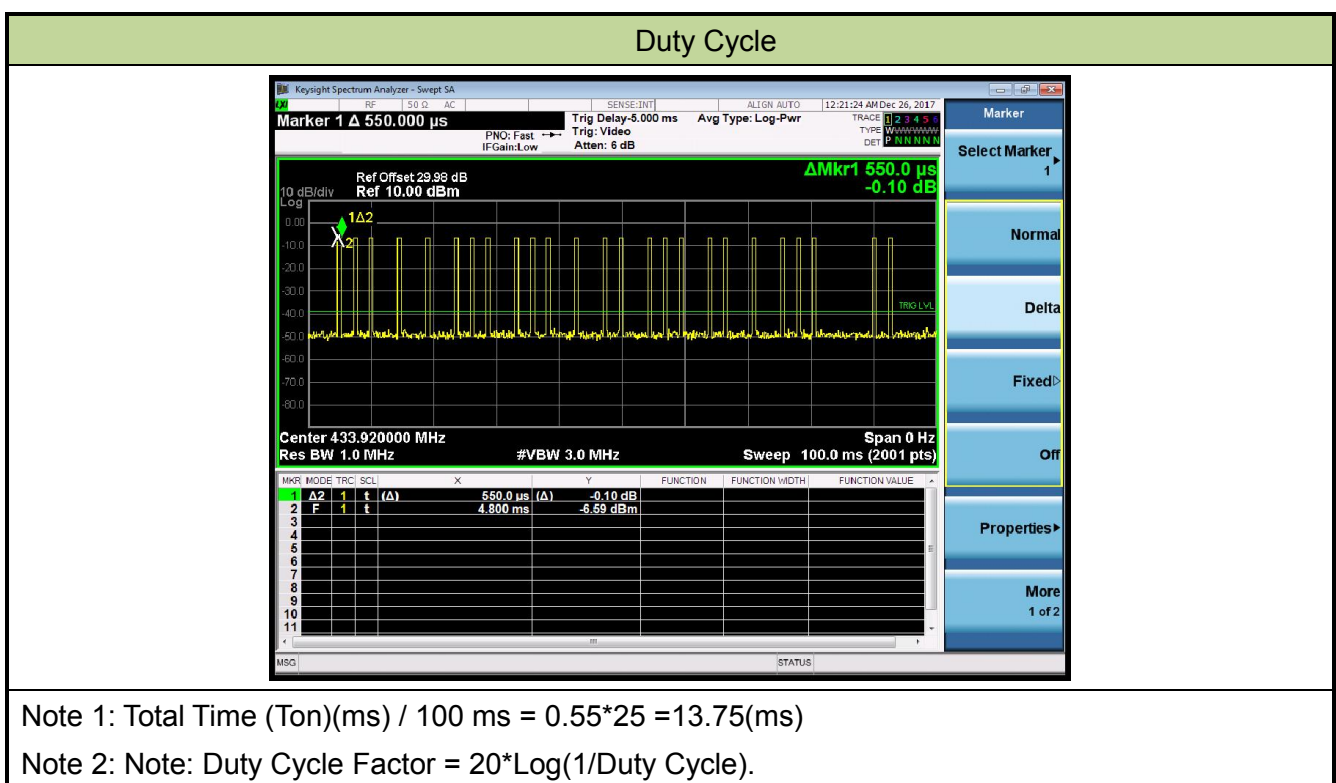 Duty Cycle
Keysight Spectrum Analyzer - Swept SA
RF 50 Ω AC SENSE:INT ALIGN AUTO 12:21:24 AM Dec 26, 2017
Marker 1 Δ 550.000 µs
PNO: Fast
IFGain:Low
Trig Delay-5.000 ms
Trig: Video
Atten: 6 dB
Avg Type: Log-Pwr
TRACE 1 2 3 4 5 6
TYPE WWWWWW
DET P N N N N N
ΔMkr1 550.0 µs
-0.10 dB
Ref Offset 29.98 dB
10 dB/div Ref 10.00 dBm
Log
0.00
-10.0
-20.0
-30.0
-40.0
-50.0
-60.0
-70.0
-80.0
1Δ2
2
TRIG LVL
Center 433.920000 MHz Span 0 Hz
Res BW 1.0 MHz #VBW 3.0 MHz Sweep 100.0 ms (2001 pts)
MKR MODE TRC SCL X Y FUNCTION FUNCTION WIDTH FUNCTION VALUE
1 Δ2 1 t (Δ) 550.0 µs (Δ) -0.10 dB
2 F 1 t 4.800 ms -6.59 dBm
3
4
5
6
7
8
9
10
11
MSG STATUS
Marker
Select Marker
1
Normal
Delta
Fixed
Off
Properties
More
1 of 2
Note 1: Total Time (Ton)(ms) / 100 ms = 0.55*25 =13.75(ms)
Note 2: Note: Duty Cycle Factor = 20*Log(1/Duty Cycle).